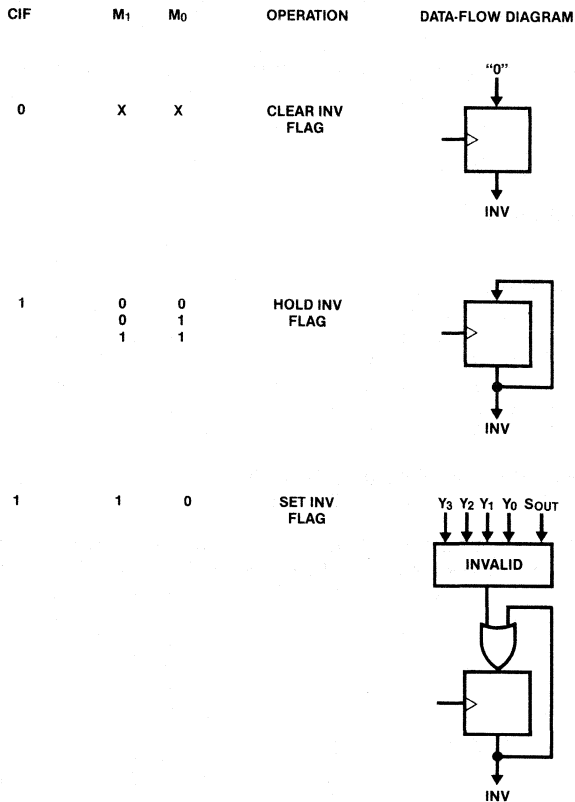 CIF M1 M0 OPERATION DATA-FLOW DIAGRAM
"0"
0 X X CLEAR INV
FLAG
INV
1 0 0 HOLD INV
0 1 FLAG
1 1
INV
1 1 0 SET INV
FLAG
Y3 Y2 Y1 Y0 SOUT
INVALID
INV